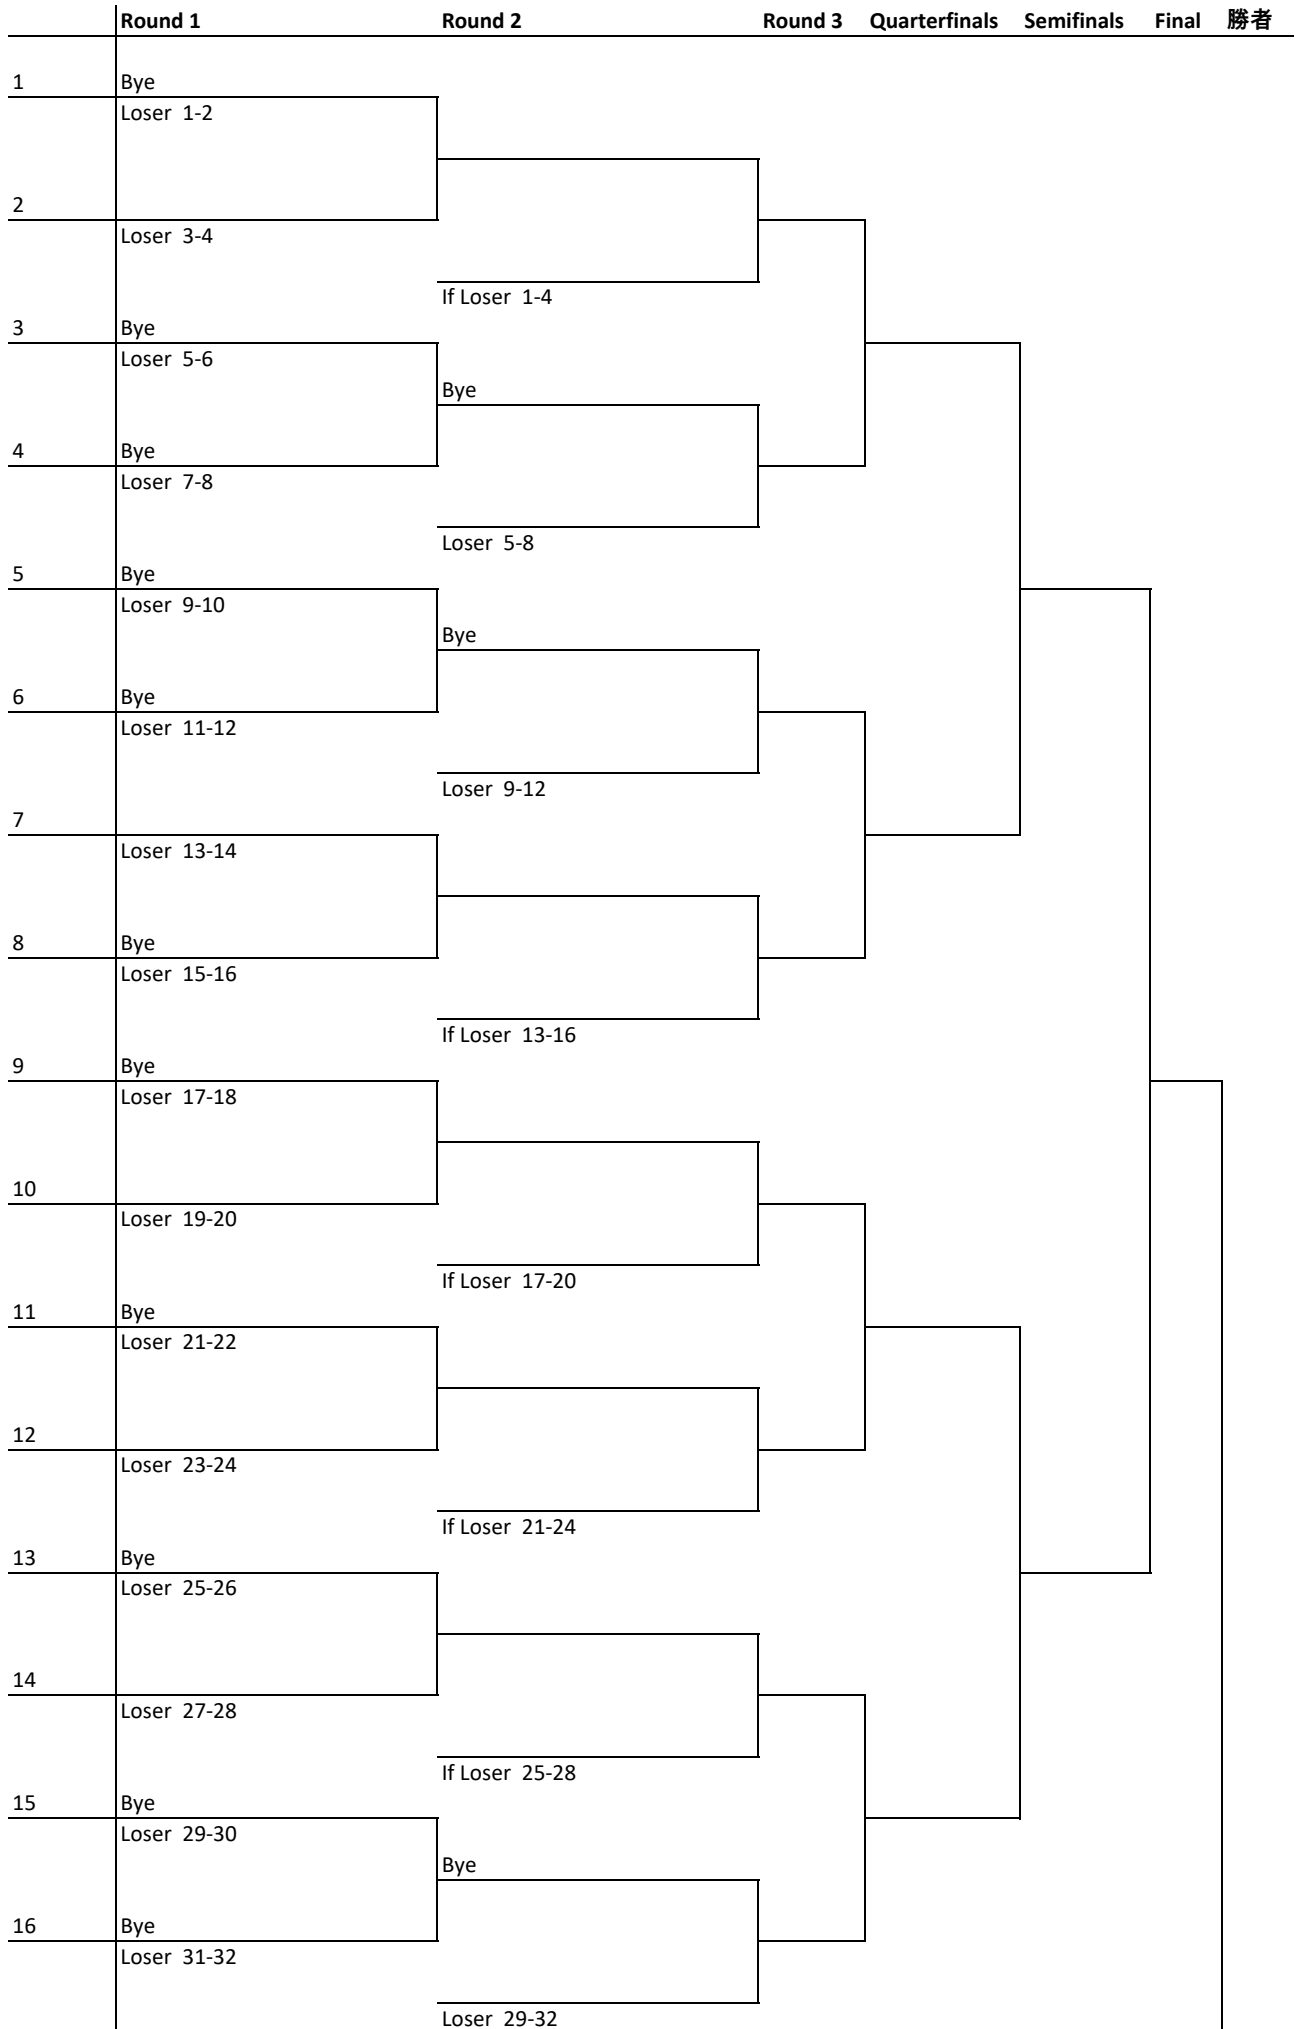 Round 1 Round 2 Round 3 Quarterfinals Semifinals Final 勝者
1 Bye
Loser 1-2
2
Loser 3-4
If Loser 1-4
3 Bye
Loser 5-6
Bye
4 Bye
Loser 7-8
Loser 5-8
5 Bye
Loser 9-10
Bye
6 Bye
Loser 11-12
Loser 9-12
7
Loser 13-14
8 Bye
Loser 15-16
If Loser 13-16
9 Bye
Loser 17-18
10
Loser 19-20
If Loser 17-20
11 Bye
Loser 21-22
12
Loser 23-24
If Loser 21-24
13 Bye
Loser 25-26
14
Loser 27-28
If Loser 25-28
15 Bye
Loser 29-30
Bye
16 Bye
Loser 31-32
Loser 29-32